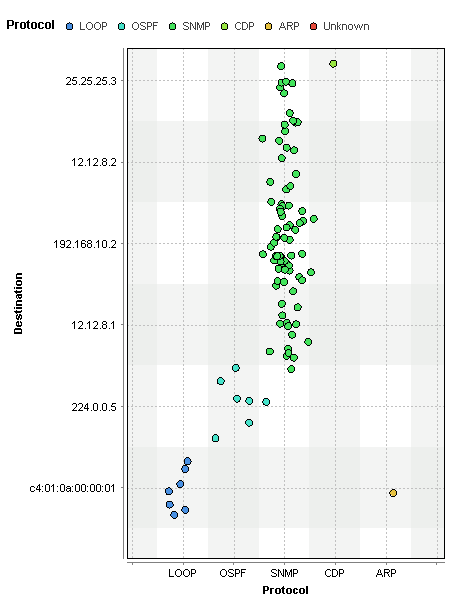 Protocol LOOP OSPF SNMP CDP ARP Unknown
25.25.25.3
12.12.8.2
192.168.10.2
Destination
12.12.8.1
224.0.0.5
c4:01:0a:00:00:01
LOOP OSPF SNMP CDP ARP
Protocol